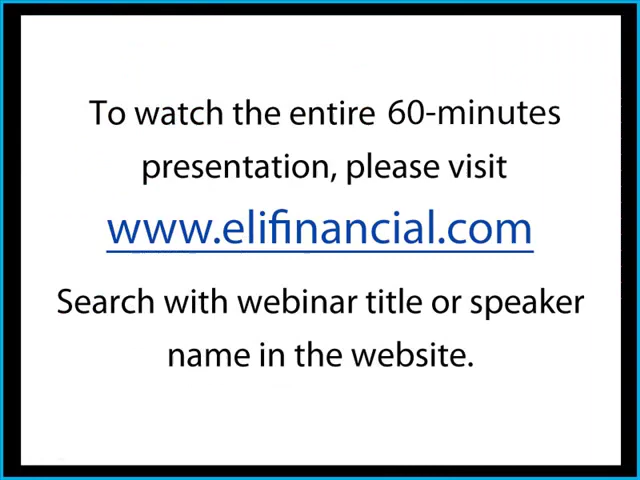 To watch the entire 60-minutes
presentation, please visit
www.elifinancial.com
Search with webinar title or speaker
name in the website.